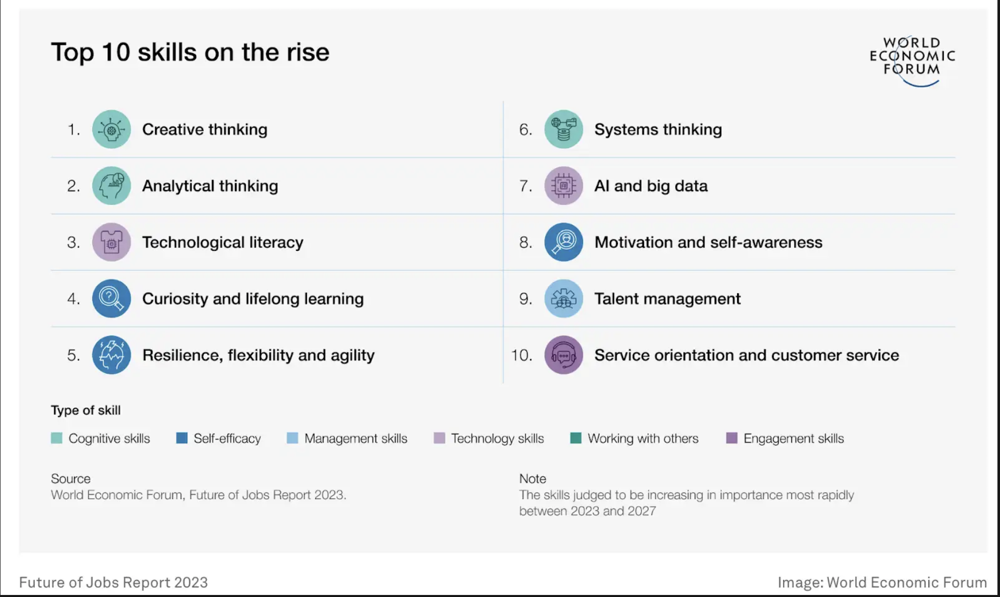 Top 10 skills on the rise
WORLD
ECONOMIC
FORUM
1. Creative thinking
2. Analytical thinking
3. Technological literacy
4. Curiosity and lifelong learning
5. Resilience, flexibility and agility
6. Systems thinking
7. AI and big data
8. Motivation and self-awareness
9. Talent management
10. Service orientation and customer service
Type of skill
Cognitive skills Self-efficacy Management skills Technology skills Working with others Engagement skills
Source
World Economic Forum, Future of Jobs Report 2023.
Note
The skills judged to be increasing in importance most rapidly
between 2023 and 2027
Future of Jobs Report 2023
Image: World Economic Forum